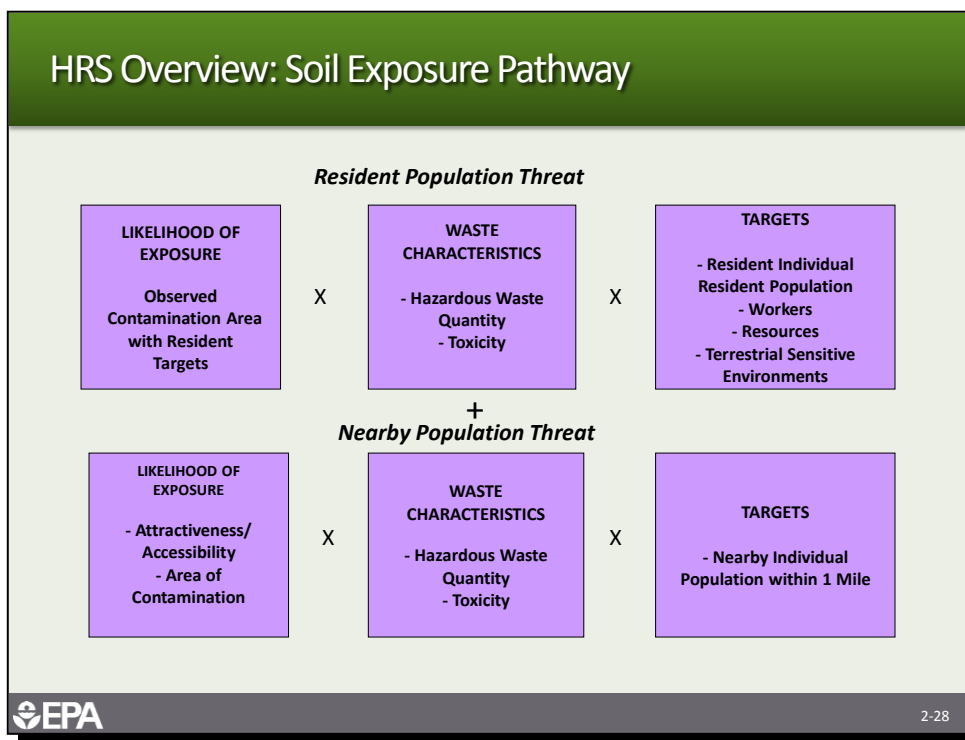 HRS Overview: Soil Exposure Pathway
Resident Population Threat
LIKELIHOOD OF
EXPOSURE
Observed
Contamination Area
with Resident
Targets
X
WASTE
CHARACTERISTICS
- Hazardous Waste
Quantity
- Toxicity
X
TARGETS
- Resident Individual
Resident Population
- Workers
- Resources
- Terrestrial Sensitive
Environments
+
Nearby Population Threat
LIKELIHOOD OF
EXPOSURE
- Attractiveness/
Accessibility
- Area of
Contamination
X
WASTE
CHARACTERISTICS
- Hazardous Waste
Quantity
- Toxicity
X
TARGETS
- Nearby Individual
Population within 1 Mile
EPA
2-28